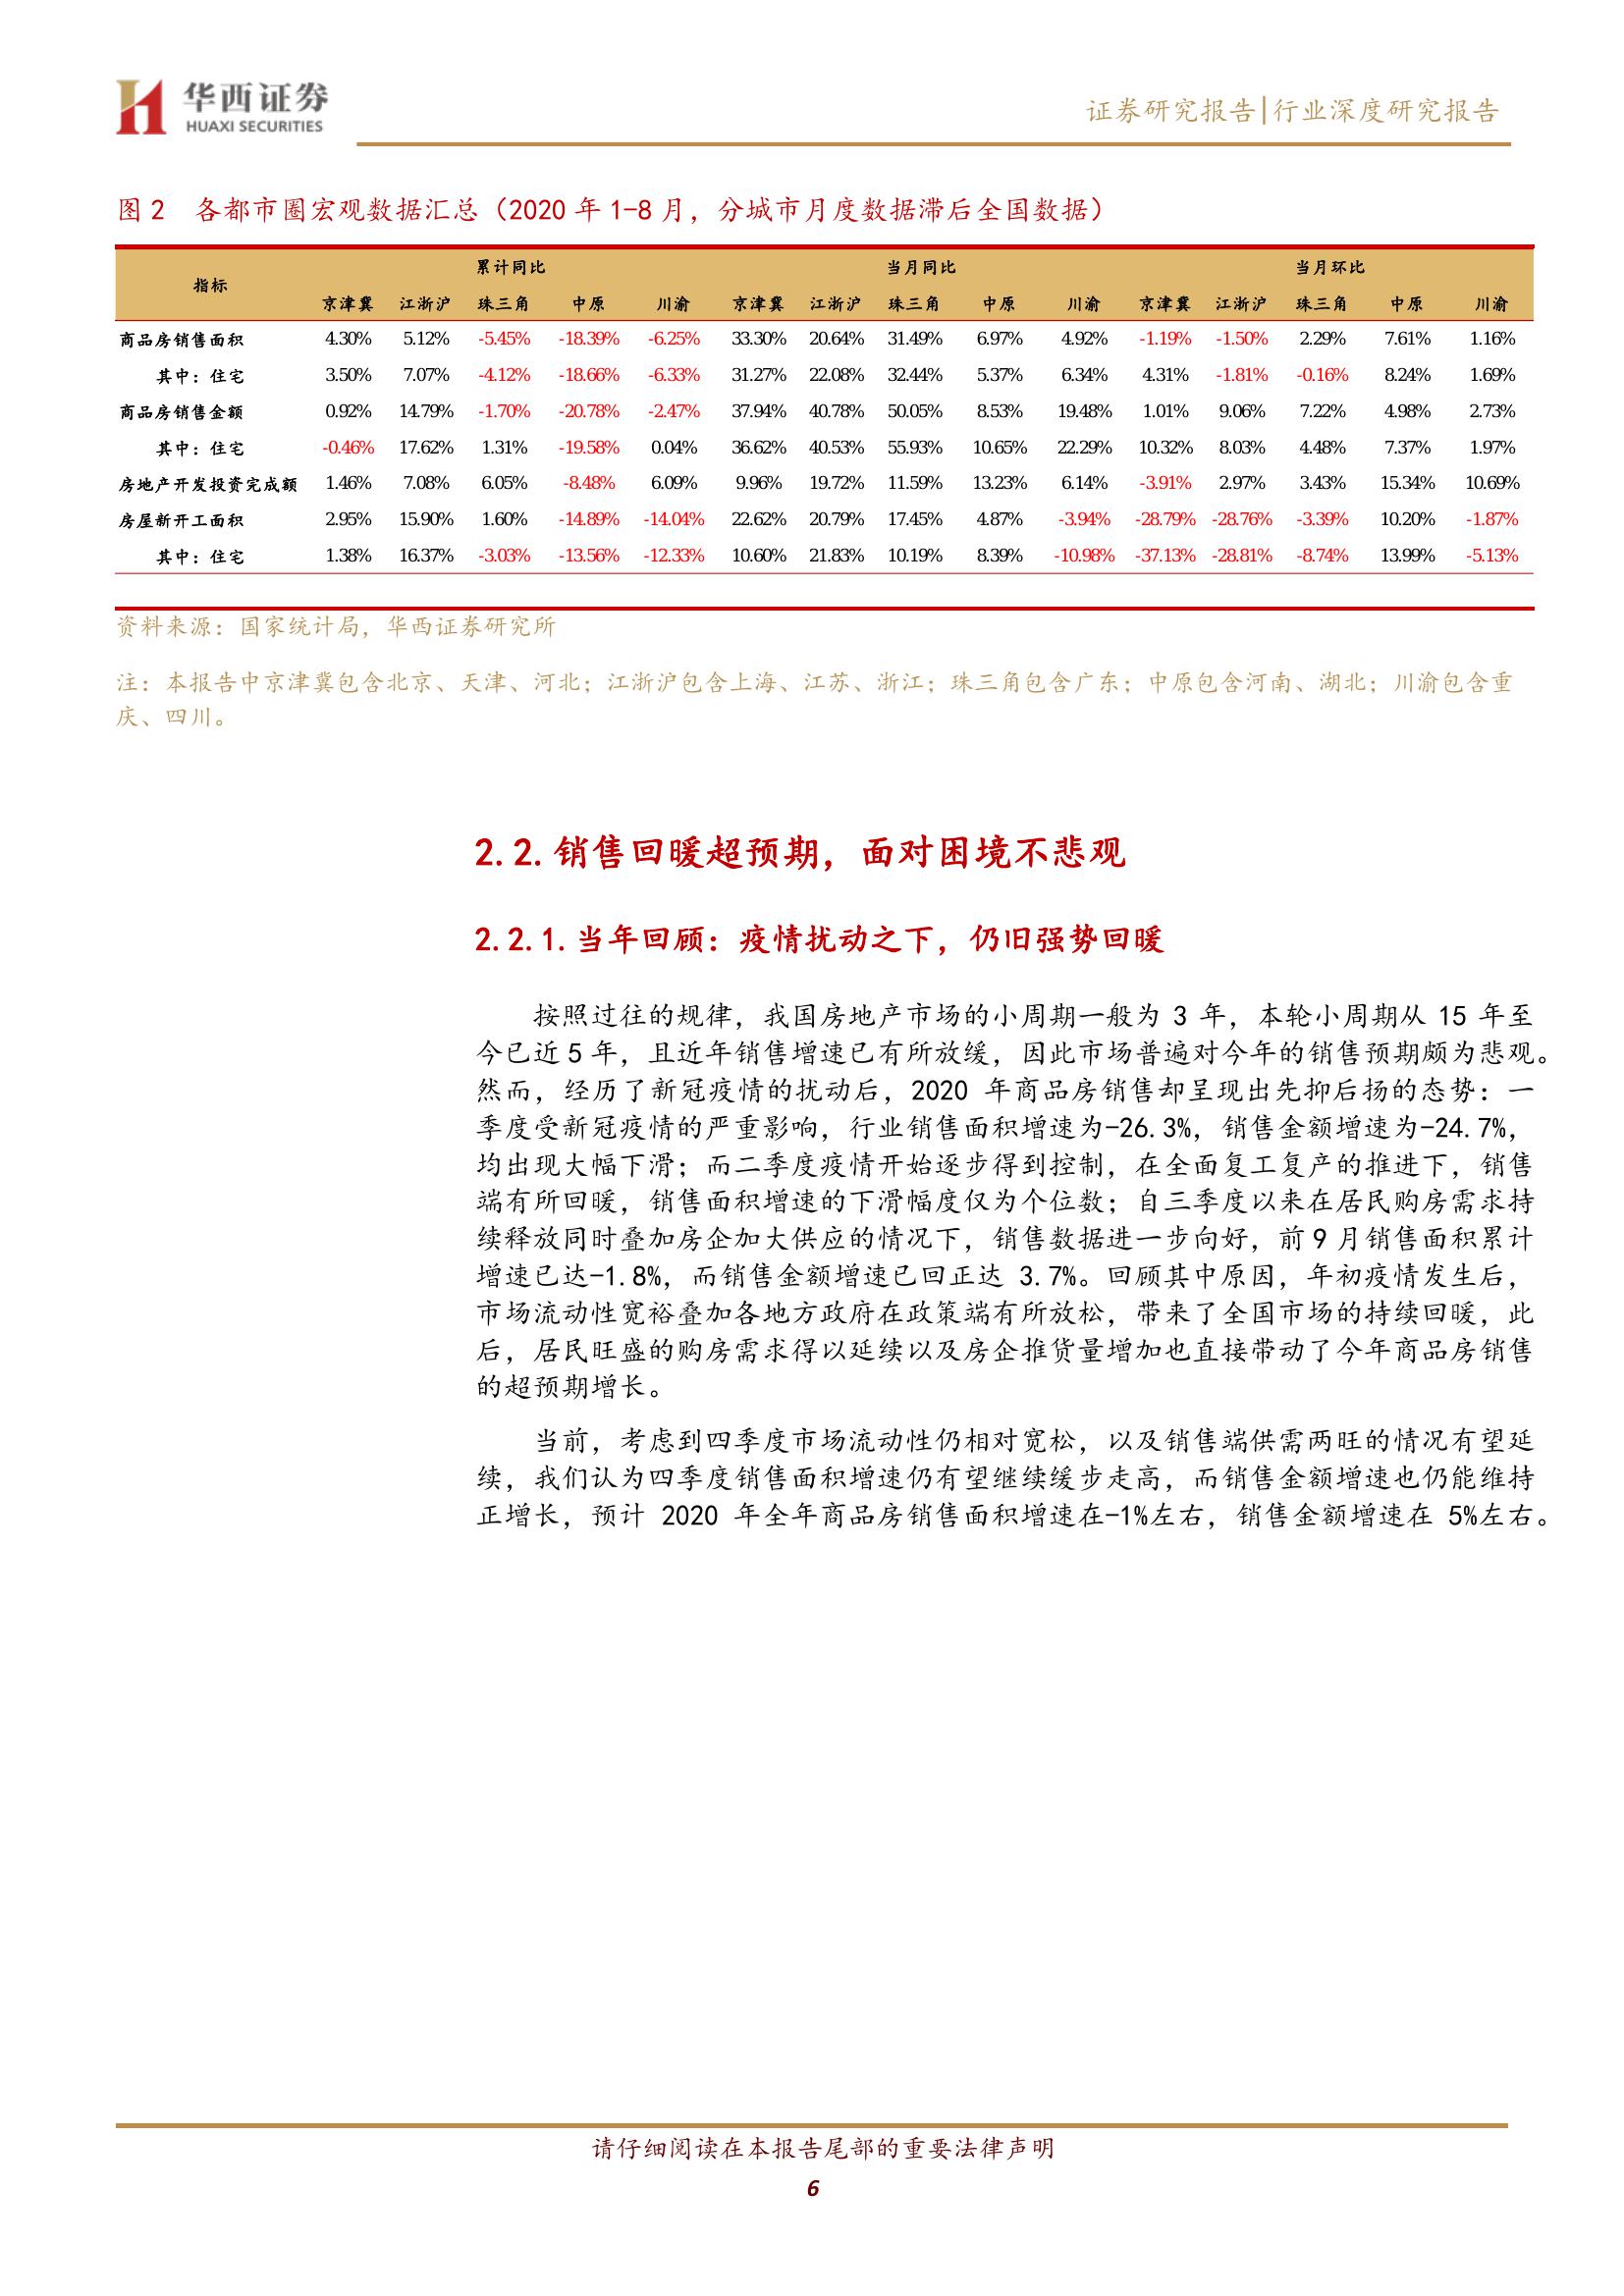 华西证券
HUAXI SECURITIES
证券研究报告|行业深度研究报告
图 2 各都市圈宏观数据汇总（2020 年 1-8 月，分城市月度数据滞后全国数据）
指标 累计同比 当月同比 当月环比
京津冀 江浙沪 珠三角 中原 川渝 京津冀 江浙沪 珠三角 中原 川渝 京津冀 江浙沪 珠三角 中原 川渝
商品房销售面积 4.30% 5.12% -5.45% -18.39% -6.25% 33.30% 20.64% 31.49% 6.97% 4.92% -1.19% -1.50% 2.29% 7.61% 1.16%
其中：住宅 3.50% 7.07% -4.12% -18.66% -6.33% 31.27% 22.08% 32.44% 5.37% 6.34% 4.31% -1.81% -0.16% 8.24% 1.69%
商品房销售金额 0.92% 14.79% -1.70% -20.78% -2.47% 37.94% 40.78% 50.05% 8.53% 19.48% 1.01% 9.06% 7.22% 4.98% 2.73%
其中：住宅 -0.46% 17.62% 1.31% -19.58% 0.04% 36.62% 40.53% 55.93% 10.65% 22.29% 10.32% 8.03% 4.48% 7.37% 1.97%
房地产开发投资完成额 1.46% 7.08% 6.05% -8.48% 6.09% 9.96% 19.72% 11.59% 13.23% 6.14% -3.91% 2.97% 3.43% 15.34% 10.69%
房屋新开工面积 2.95% 15.90% 1.60% -14.89% -14.04% 22.62% 20.79% 17.45% 4.87% -3.94% -28.79% -28.76% -3.39% 10.20% -1.87%
其中：住宅 1.38% 16.37% -3.03% -13.56% -12.33% 10.60% 21.83% 10.19% 8.39% -10.98% -37.13% -28.81% -8.74% 13.99% -5.13%
资料来源：国家统计局，华西证券研究所
注：本报告中京津冀包含北京、天津、河北；江浙沪包含上海、江苏、浙江；珠三角包含广东；中原包含河南、湖北；川渝包含重
庆、四川。
2.2.销售回暖超预期，面对困境不悲观
2.2.1.当年回顾：疫情扰动之下，仍旧强势回暖
按照过往的规律，我国房地产市场的小周期一般为 3 年，本轮小周期从 15 年至
今已近 5 年，且近年销售增速已有所放缓，因此市场普遍对今年的销售预期颇为悲观。
然而，经历了新冠疫情的扰动后，2020 年商品房销售却呈现出先抑后扬的态势：一
季度受新冠疫情的严重影响，行业销售面积增速为-26.3%，销售金额增速为-24.7%，
均出现大幅下滑；而二季度疫情开始逐步得到控制，在全面复工复产的推进下，销售
端有所回暖，销售面积增速的下滑幅度仅为个位数；自三季度以来在居民购房需求持
续释放同时叠加房企加大供应的情况下，销售数据进一步向好，前 9 月销售面积累计
增速已达-1.8%，而销售金额增速已回正达 3.7%。回顾其中原因，年初疫情发生后，
市场流动性宽裕叠加各地方政府在政策端有所放松，带来了全国市场的持续回暖，此
后，居民旺盛的购房需求得以延续以及房企推货量增加也直接带动了今年商品房销售
的超预期增长。
当前，考虑到四季度市场流动性仍相对宽松，以及销售端供需两旺的情况有望延
续，我们认为四季度销售面积增速仍有望继续缓步走高，而销售金额增速也仍能维持
正增长，预计 2020 年全年商品房销售面积增速在-1%左右，销售金额增速在 5%左右。
请仔细阅读在本报告尾部的重要法律声明
6